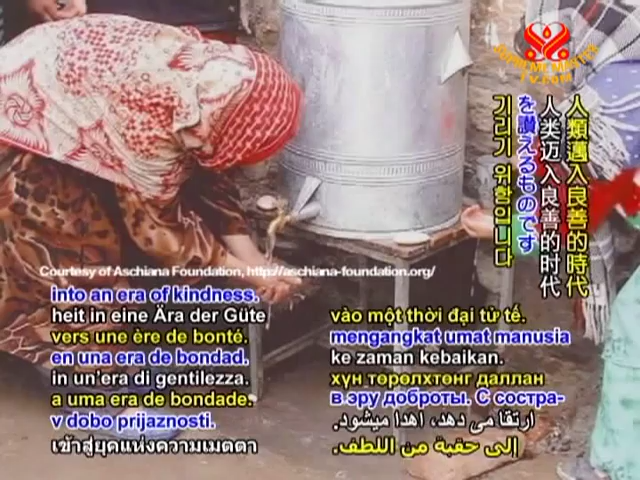 SUPREME MASTER
TV.COM
人類邁入良善的時代
人类迈入良善的时代
を讃えるものです
기리기 위함입니다
Courtesy of Aschiana Foundation, http://aschiana-foundation.org/
into an era of kindness.
heit in eine Ära der Güte
vers une ère de bonté.
en una era de bondad.
in un'era di gentilezza.
a uma era de bondade.
v dobo prijaznosti.
เข้าสู่ยุคแห่งความเมตตา
vào một thời đại tử tế.
mengangkat umat manusia
ke zaman kebaikan.
хүн төрөлхтөнг даллан
в эру доброты. С состра-
ارتقا می دهد، اهدا میشود.
إلى حقبة من اللطف.